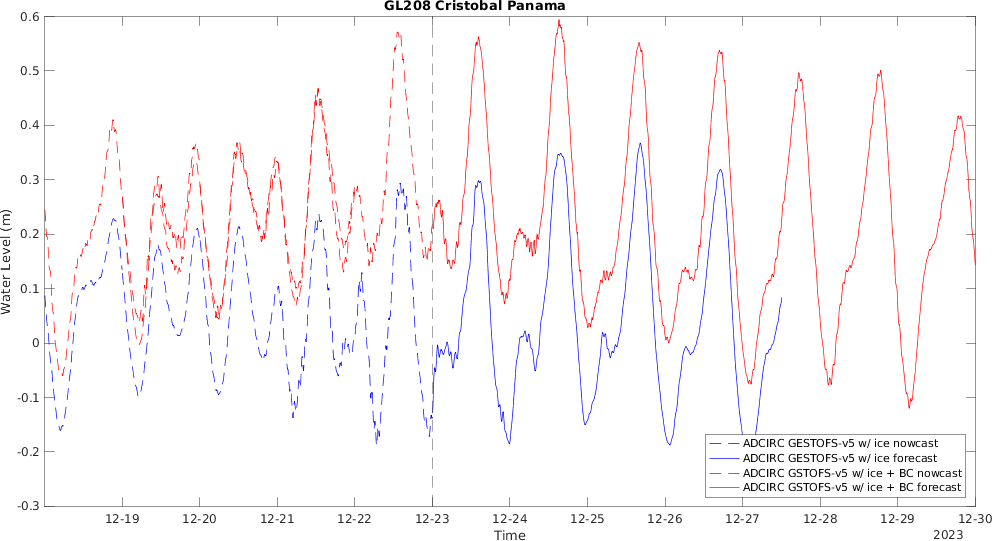 GL208 Cristobal Panama
0.6
0.5
0.4
0.3
0.2
0.1
0
-0.1
-0.2
-0.3
Water Level (m)
ADCIRC GESTOFS-v5 w/ ice nowcast
ADCIRC GESTOFS-v5 w/ ice forecast
ADCIRC GSTOFS-v5 w/ ice + BC nowcast
ADCIRC GSTOFS-v5 w/ ice + BC forecast
12-19 12-20 12-21 12-22 12-23 12-24 12-25 12-26 12-27 12-28 12-29 12-30
Time
2023